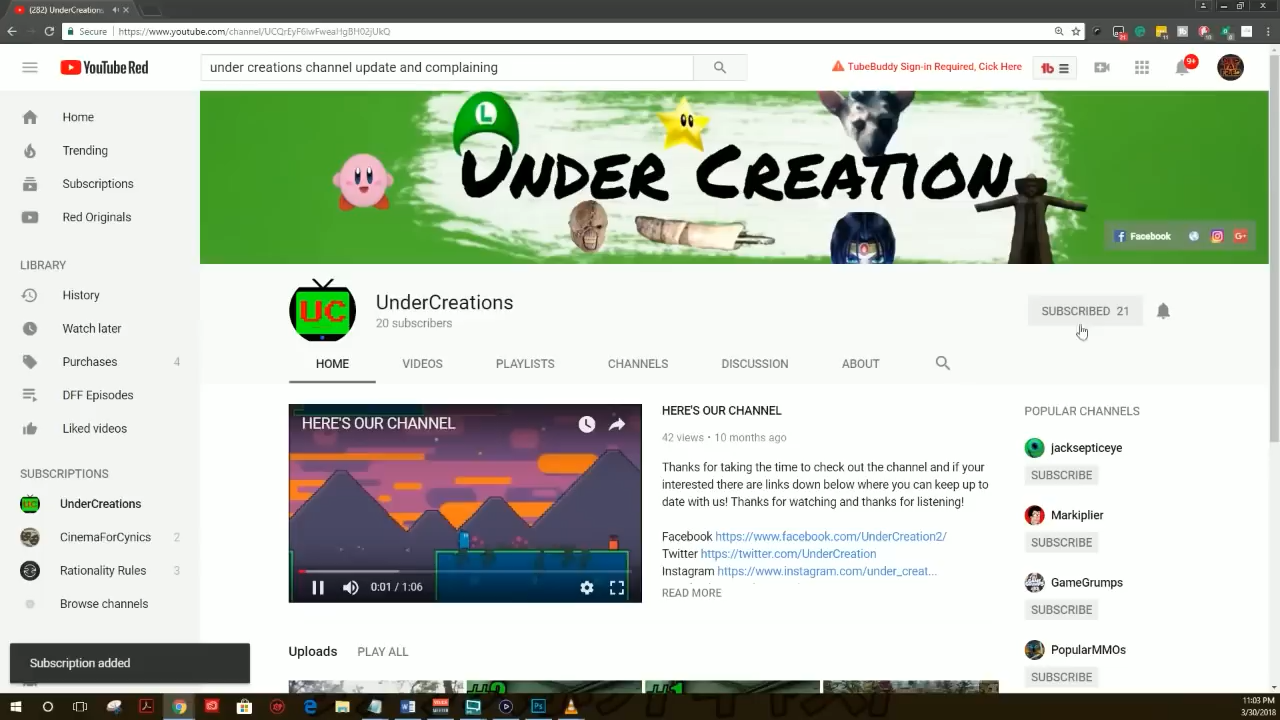 (282) UnderCreations
Secure https://www.youtube.com/channel/UCQrEyF6iwFweaHgBH02jUkQ
YouTube Red
under creations channel update and complaining
TubeBuddy Sign-in Required, Cick Here
tb
9+
Home
Trending
Subscriptions
Red Originals
LIBRARY
History
Watch later
Purchases 4
DFF Episodes
Liked videos
SUBSCRIPTIONS
UnderCreations
CinemaForCynics 2
Rationality Rules 3
Browse channels
Subscription added
L
UNDER CREATION
Facebook
G+
UC
UnderCreations
20 subscribers
SUBSCRIBED 21
HOME VIDEOS PLAYLISTS CHANNELS DISCUSSION ABOUT
HERE'S OUR CHANNEL
0:01 / 1:06
HERE'S OUR CHANNEL
42 views • 10 months ago
Thanks for taking the time to check out the channel and if your
interested there are links down below where you can keep up to
date with us! Thanks for watching and thanks for listening!
Facebook https://www.facebook.com/UnderCreation2/
Twitter https://twitter.com/UnderCreation
Instagram https://www.instagram.com/under_creat...
READ MORE
Uploads PLAY ALL
POPULAR CHANNELS
jacksepticeye
SUBSCRIBE
Markiplier
SUBSCRIBE
GameGrumps
SUBSCRIBE
PopularMMOs
SUBSCRIBE
11:03 PM
3/30/2018